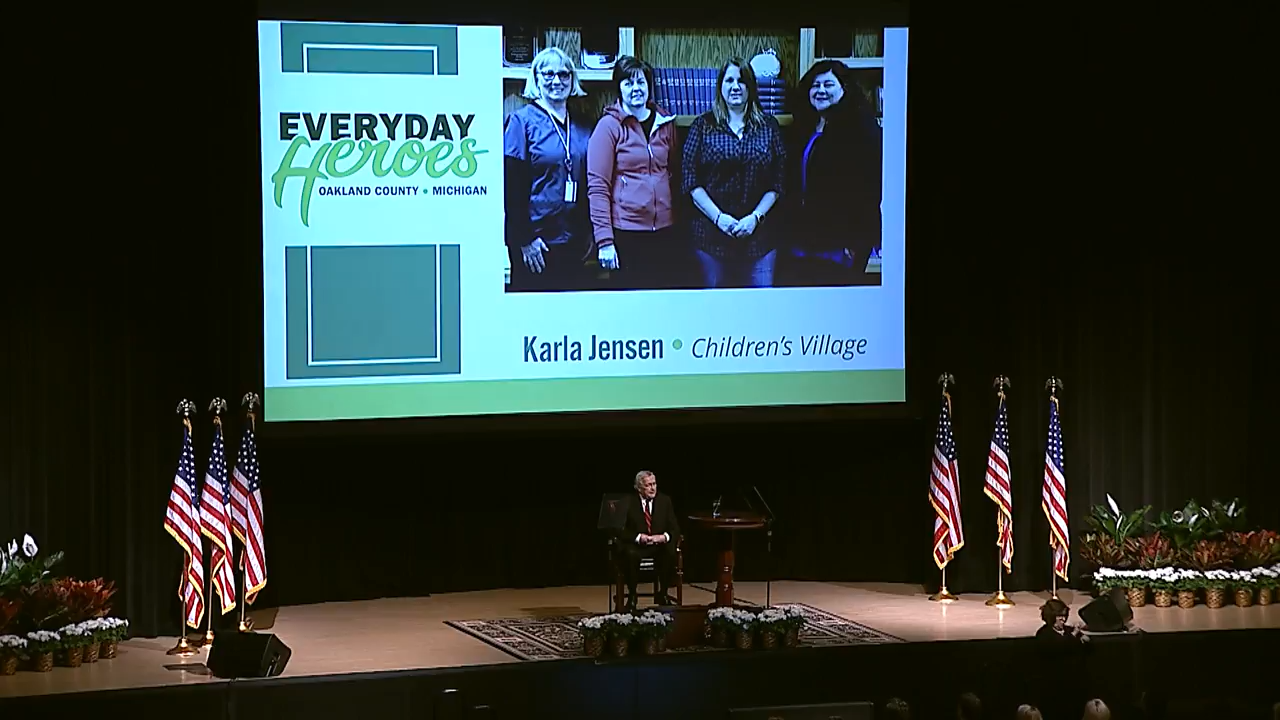 EVERYDAY
Heroes
OAKLAND COUNTY • MICHIGAN
Karla Jensen • Children's Village